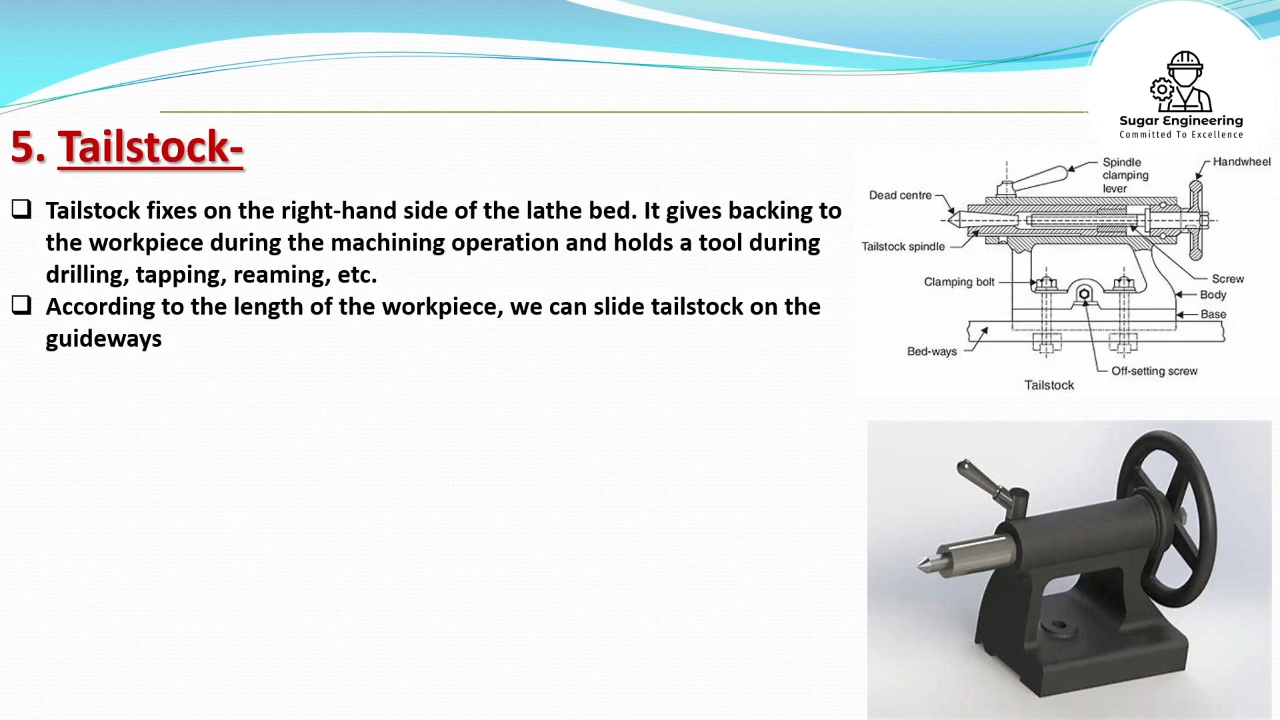 Sugar Engineering
Committed To Excellence
5. Tailstock-
❑ Tailstock fixes on the right-hand side of the lathe bed. It gives backing to
the workpiece during the machining operation and holds a tool during
drilling, tapping, reaming, etc.
❑ According to the length of the workpiece, we can slide tailstock on the
guideways
Spindle
clamping
lever
Handwheel
Dead centre
Tailstock spindle
Clamping bolt
Screw
Body
Base
Bed-ways
Off-setting screw
Tailstock